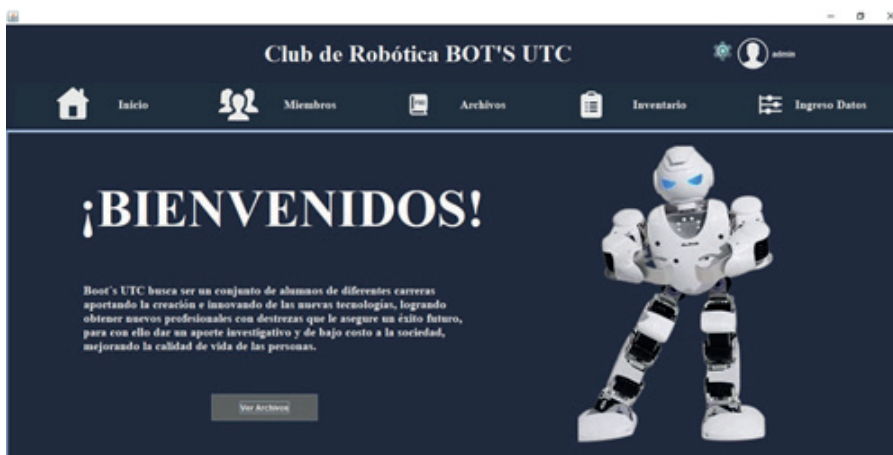 Club de Robótica BOT'S UTC
admin
Inicio
Miembros
Archivos
Inventario
Ingreso Datos
¡BIENVENIDOS!
Boot's UTC busca ser un conjunto de alumnos de diferentes carreras
aportando la creación e innovando de las nuevas tecnologías, logrando
obtener nuevos profesionales con destrezas que le asegure un éxito futuro,
para con ello dar un aporte investigativo y de bajo costo a la sociedad,
mejorando la calidad de vida de las personas.
Ver Archivos